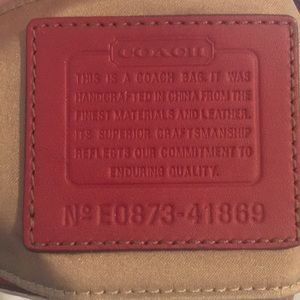 COACH
THIS IS A COACH BAG. IT WAS
HANDCRAFTED IN CHINA FROM THE
FINEST MATERIALS AND LEATHER.
ITS SUPERIOR CRAFTSMANSHIP
REFLECTS OUR COMMITMENT TO
ENDURING QUALITY.
Nº E0873-41869